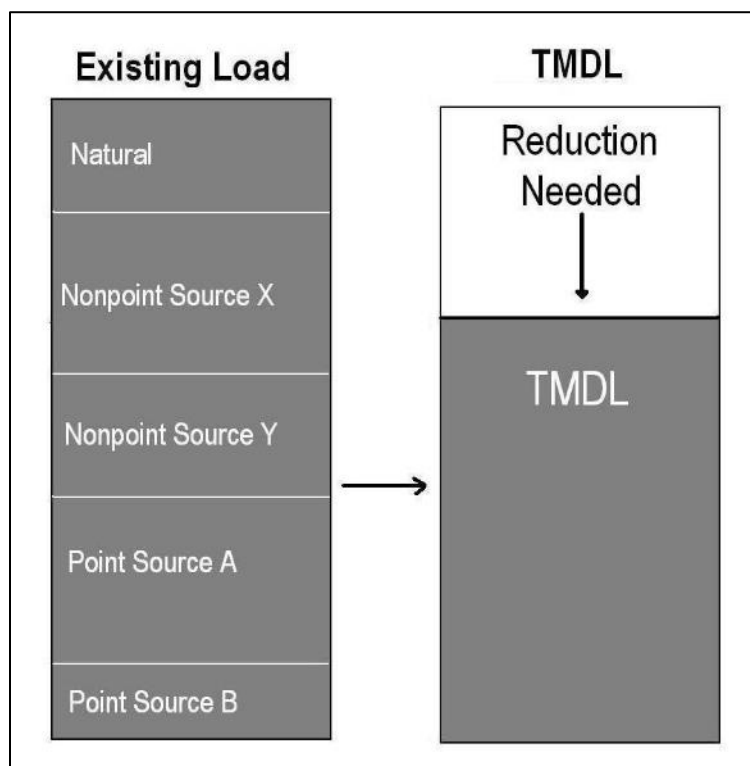 Existing Load
Natural
Nonpoint Source X
Nonpoint Source Y
Point Source A
Point Source B
TMDL
Reduction
Needed
TMDL